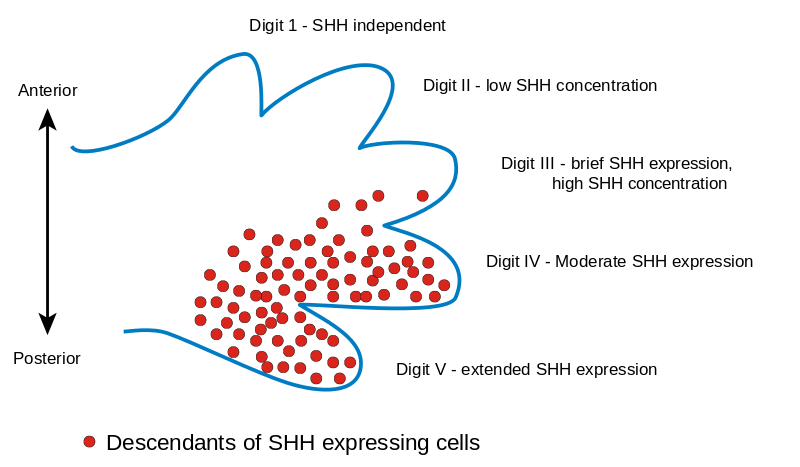 Digit 1 - SHH independent
Anterior
Digit II - low SHH concentration
Digit III - brief SHH expression,
high SHH concentration
Digit IV - Moderate SHH expression
Posterior
Digit V - extended SHH expression
Descendants of SHH expressing cells